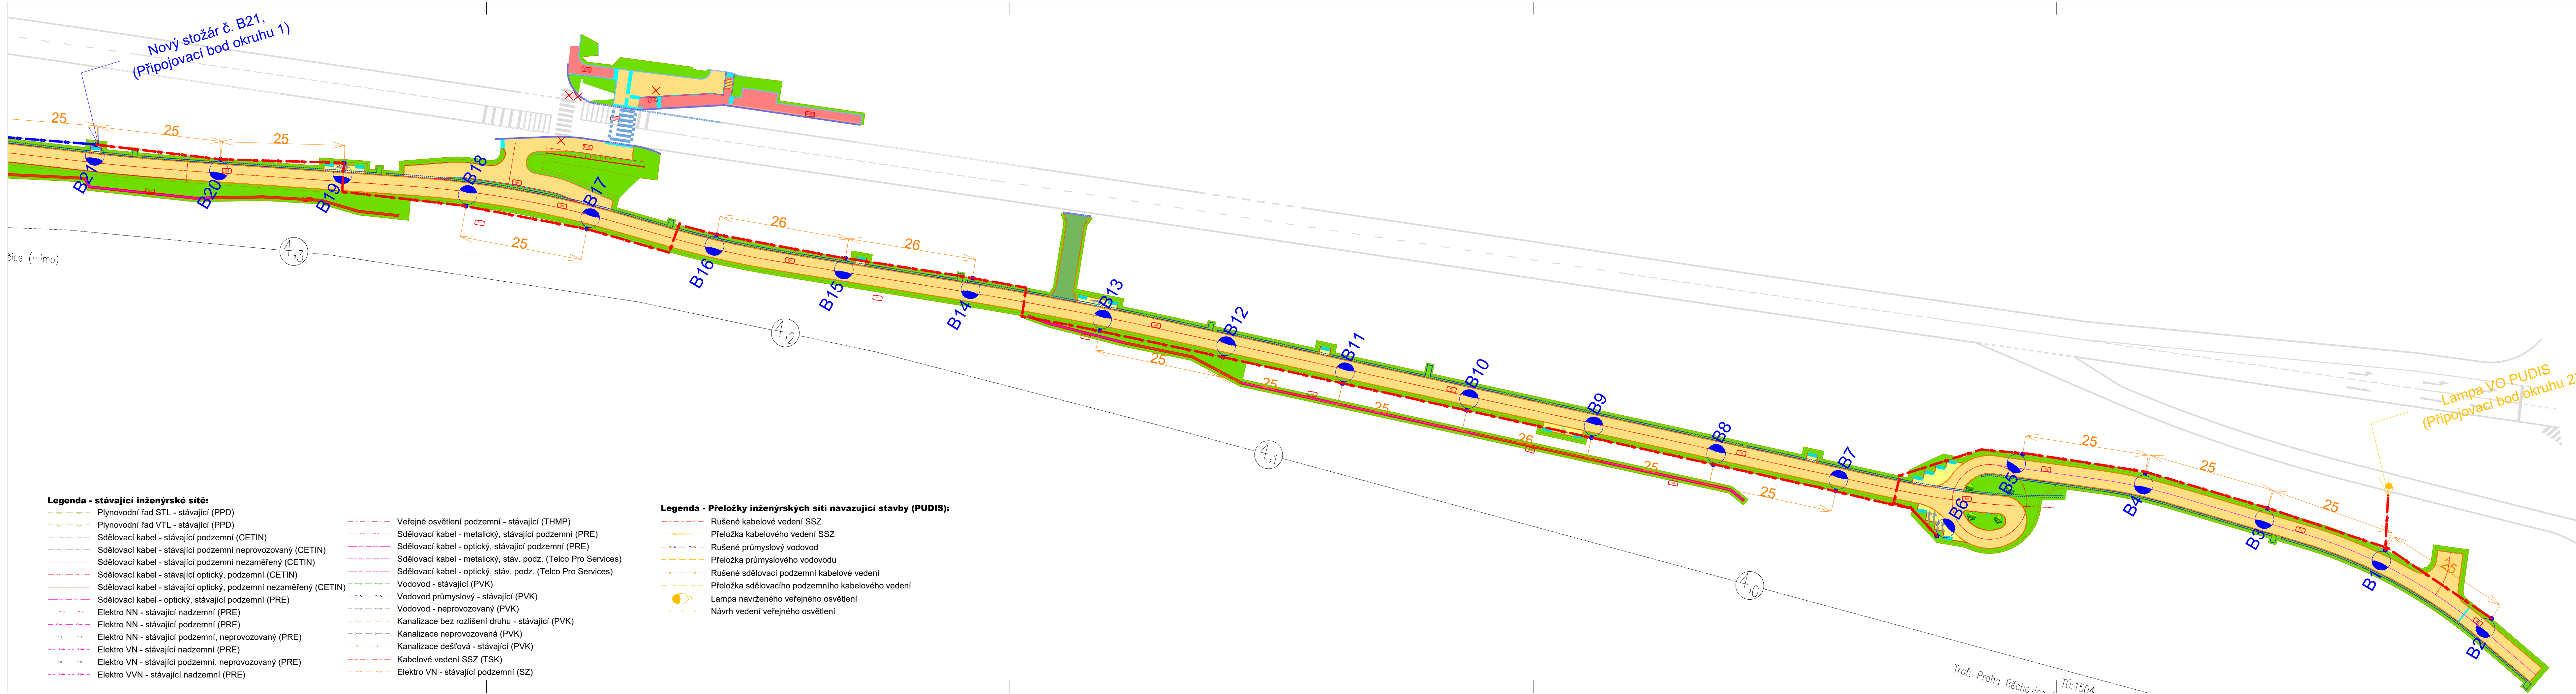 Nový stožár č. B21,
(Připojovací bod okruhu 1)
25
25
25
B21
B20
B19
B18
B17
25
26
26
B16
B15
B14
B13
B12
B11
B10
B9
B8
B7
25
25
25
26
25
25
B6
B5
B4
B3
B1
B2
25
25
25
25
Lampa VO PUDIS
(Připojovací bod okruhu 2)
4,3
4,2
4,1
4,0
šice (mimo)
Trať: Praha Běchovice
TÚ:1504
Legenda - stávající inženýrské sítě:
Plynovodní řad STL - stávající (PPD)
Plynovodní řad VTL - stávající (PPD)
Sdělovací kabel - stávající podzemní (CETIN)
Sdělovací kabel - stávající podzemní neprovozovaný (CETIN)
Sdělovací kabel - stávající podzemní nezaměřený (CETIN)
Sdělovací kabel - stávající optický, podzemní (CETIN)
Sdělovací kabel - stávající optický, podzemní nezaměřený (CETIN)
Sdělovací kabel - optický, stávající podzemní (PRE)
Elektro NN - stávající nadzemní (PRE)
Elektro NN - stávající podzemní (PRE)
Elektro NN - stávající podzemní, neprovozovaný (PRE)
Elektro VN - stávající nadzemní (PRE)
Elektro VN - stávající podzemní, neprovozovaný (PRE)
Elektro VVN - stávající nadzemní (PRE)
Veřejné osvětlení podzemní - stávající (THMP)
Sdělovací kabel - metalický, stávající podzemní (PRE)
Sdělovací kabel - optický, stávající podzemní (PRE)
Sdělovací kabel - metalický, stáv. podz. (Telco Pro Services)
Sdělovací kabel - optický, stáv. podz. (Telco Pro Services)
Vodovod - stávající (PVK)
Vodovod průmyslový - stávající (PVK)
Vodovod - neprovozovaný (PVK)
Kanalizace bez rozlišení druhu - stávající (PVK)
Kanalizace neprovozovaná (PVK)
Kanalizace dešťová - stávající (PVK)
Kabelové vedení SSZ (TSK)
Elektro VN - stávající podzemní (SZ)
Legenda - Přeložky inženýrských sítí navazující stavby (PUDIS):
Rušené kabelové vedení SSZ
Přeložka kabelového vedení SSZ
Rušené průmyslový vodovod
Přeložka průmyslového vodovodu
Rušené sdělovací podzemní kabelové vedení
Přeložka sdělovacího podzemního kabelového vedení
Lampa navrženého veřejného osvětlení
Návrh vedení veřejného osvětlení